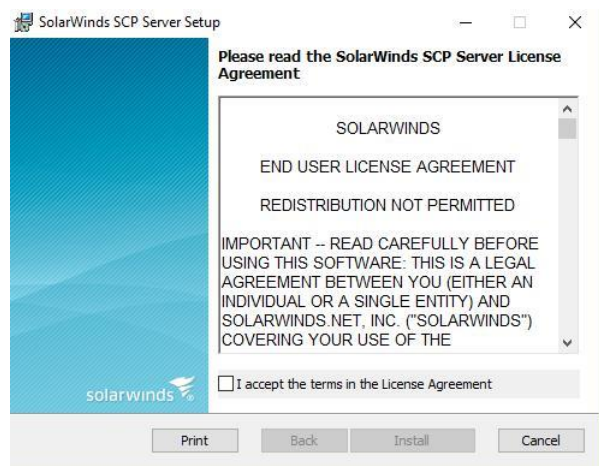 SolarWinds SCP Server Setup
Please read the SolarWinds SCP Server License
Agreement
SOLARWINDS
END USER LICENSE AGREEMENT
REDISTRIBUTION NOT PERMITTED
IMPORTANT -- READ CAREFULLY BEFORE
USING THIS SOFTWARE: THIS IS A LEGAL
AGREEMENT BETWEEN YOU (EITHER AN
INDIVIDUAL OR A SINGLE ENTITY) AND
SOLARWINDS.NET, INC. ("SOLARWINDS")
COVERING YOUR USE OF THE
solarwinds
I accept the terms in the License Agreement
Print Back Install Cancel